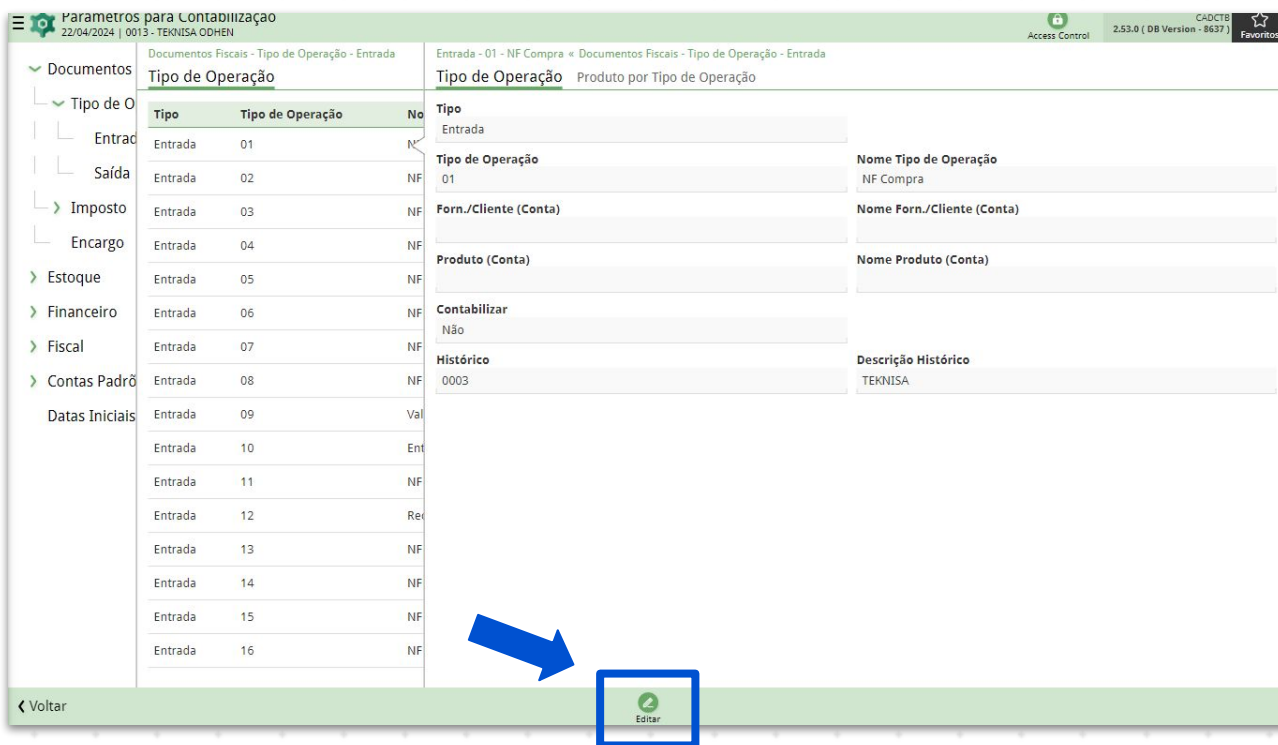 Parâmetros para Contabilização
22/04/2024 | 0013 - TEKNISA ODHEN
Access Control
CADCTB
2.53.0 ( DB Version - 8637 )
Favoritos
Documentos
Tipo de O
Entrad
Saída
Imposto
Encargo
Estoque
Financeiro
Fiscal
Contas Padrõ
Datas Iniciais
Documentos Fiscais - Tipo de Operação - Entrada
Tipo de Operação
Tipo Tipo de Operação No
Entrada 01 N
Entrada 02 NF
Entrada 03 NF
Entrada 04 NF
Entrada 05 NF
Entrada 06 NF
Entrada 07 NF
Entrada 08 NF
Entrada 09 Val
Entrada 10 Ent
Entrada 11 NF
Entrada 12 Rec
Entrada 13 NF
Entrada 14 NF
Entrada 15 NF
Entrada 16 NF
Entrada - 01 - NF Compra « Documentos Fiscais - Tipo de Operação - Entrada
Tipo de Operação Produto por Tipo de Operação
Tipo
Entrada
Tipo de Operação Nome Tipo de Operação
01 NF Compra
Forn./Cliente (Conta) Nome Forn./Cliente (Conta)
Produto (Conta) Nome Produto (Conta)
Contabilizar
Não
Histórico Descrição Histórico
0003 TEKNISA
Voltar
Editar